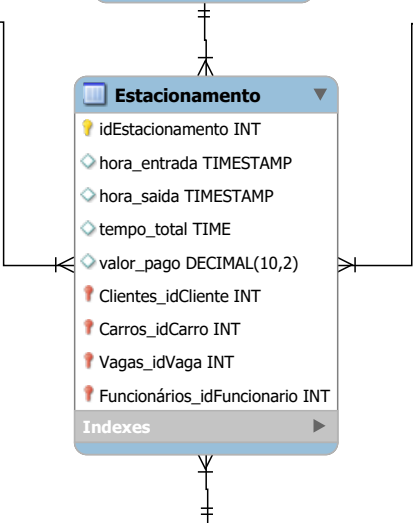 Estacionamento
idEstacionamento INT
hora_entrada TIMESTAMP
hora_saida TIMESTAMP
tempo_total TIME
valor_pago DECIMAL(10,2)
Clientes_idCliente INT
Carros_idCarro INT
Vagas_idVaga INT
Funcionários_idFuncionario INT
Indexes